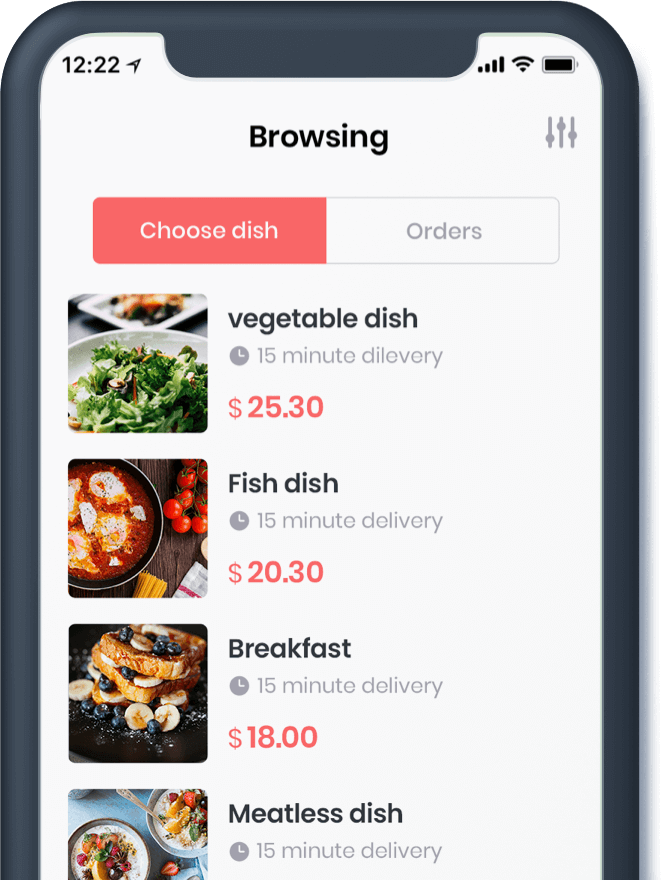 12:22
Browsing
Choose dish
Orders
vegetable dish
15 minute dilevery
$ 25.30
Fish dish
15 minute delivery
$ 20.30
Breakfast
15 minute delivery
$ 18.00
Meatless dish
15 minute delivery